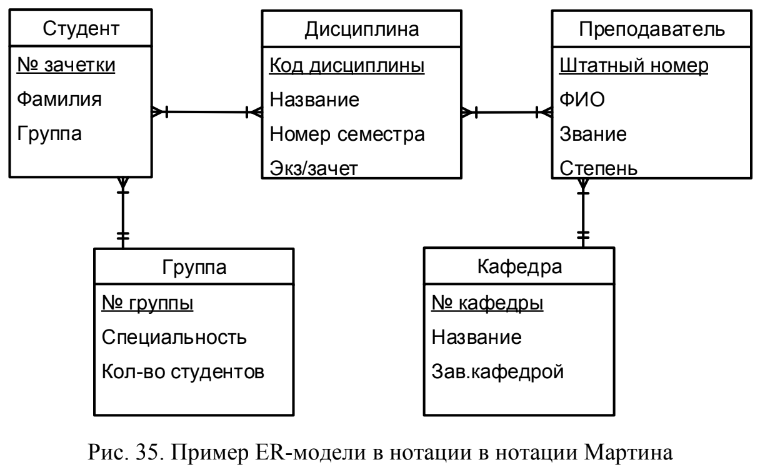 Студент
№ зачетки
Фамилия
Группа
Дисциплина
Код дисциплины
Название
Номер семестра
Экз/зачет
Преподаватель
Штатный номер
ФИО
Звание
Степень
Группа
№ группы
Специальность
Кол-во студентов
Кафедра
№ кафедры
Название
Зав.кафедрой
Рис. 35. Пример ER-модели в нотации в нотации Мартина